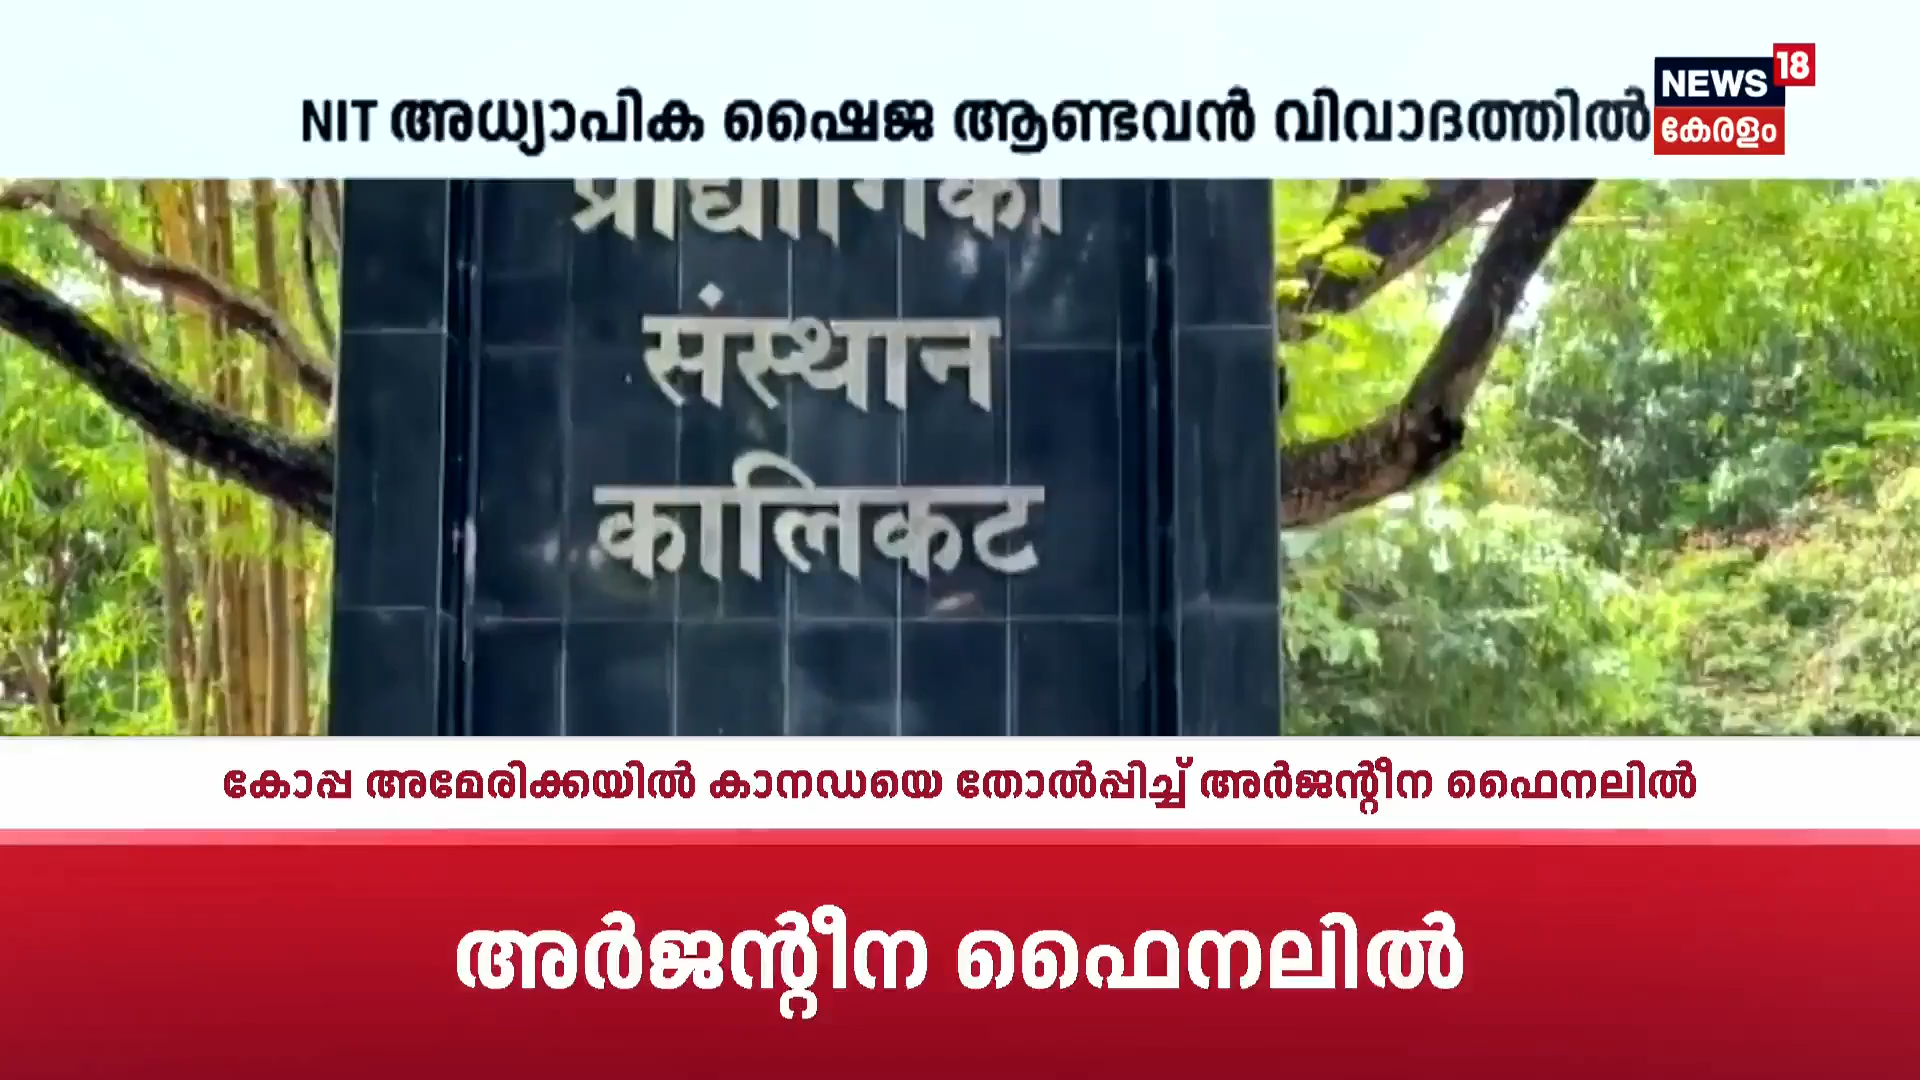 NIT അധ്യാപിക ഷൈജ ആണ്ടവൻ വിവാദത്തിൽ
NEWS 18
കേരളം
प्रौद्योगिकी
संस्थान
कालिकट
കോപ്പ അമേരിക്കയിൽ കാനഡയെ തോൽപ്പിച്ച് അർജന്റീന ഫൈനലിൽ
അർജന്റീന ഫൈനലിൽ